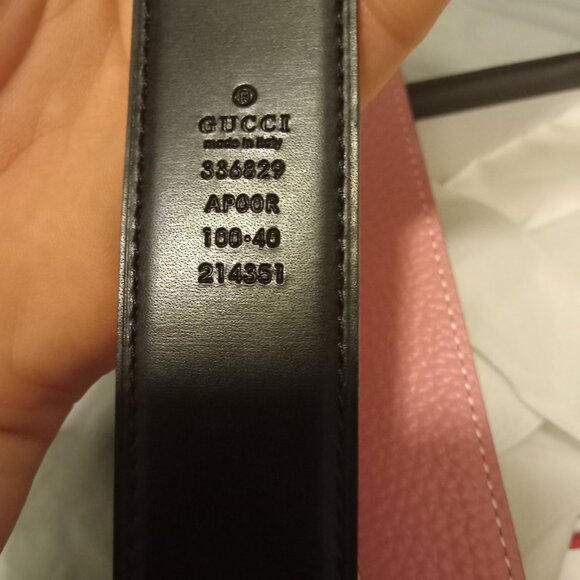 ®
GUCCI
made in Italy
336829
AP00R
100·40
214351